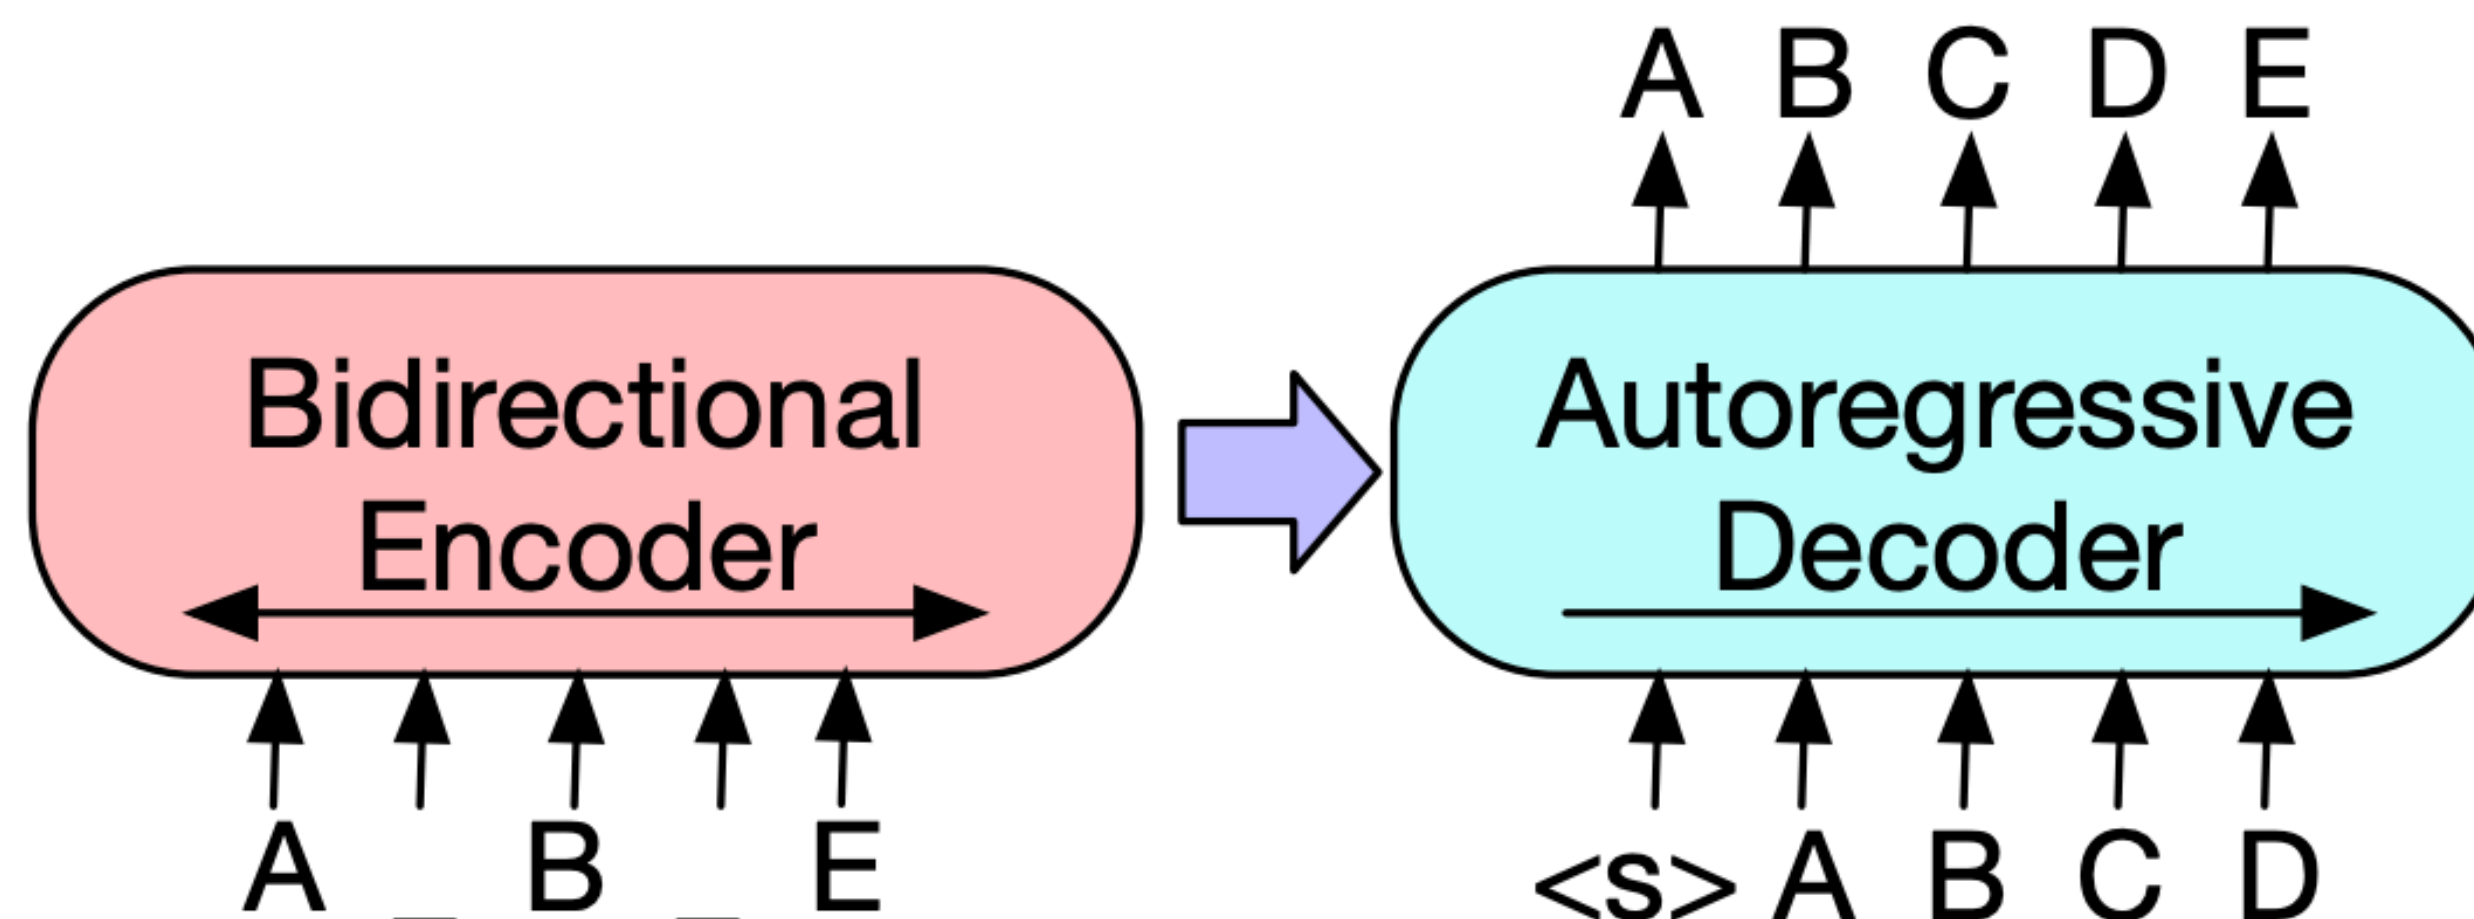 A B C D E
Bidirectional
Encoder
Autoregressive
Decoder
A _ B _ E
<s> A B C D